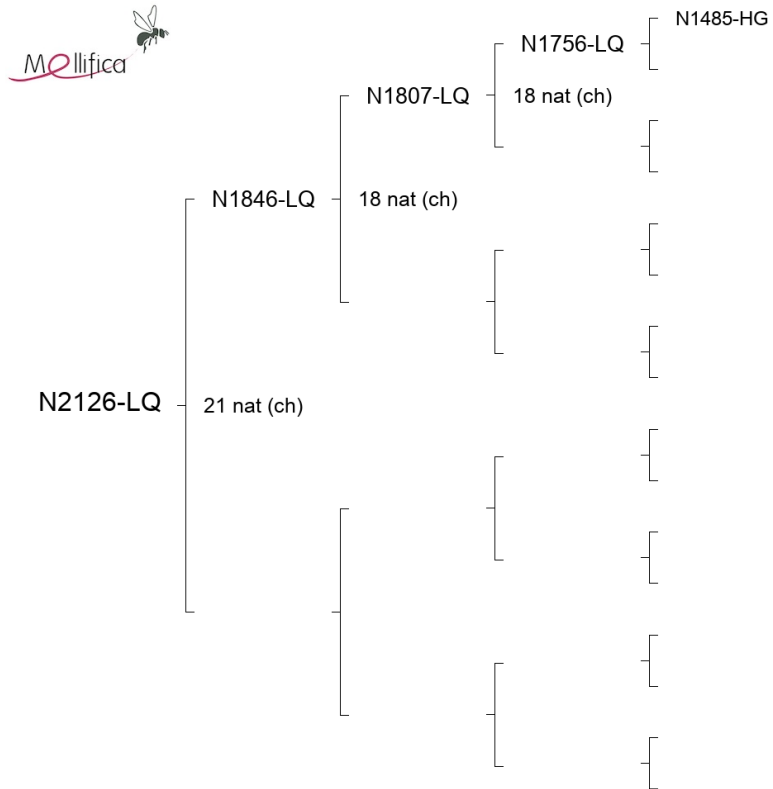 Mellifica
N1485-HG
N1756-LQ
N1807-LQ
18 nat (ch)
N1846-LQ
18 nat (ch)
N2126-LQ
21 nat (ch)